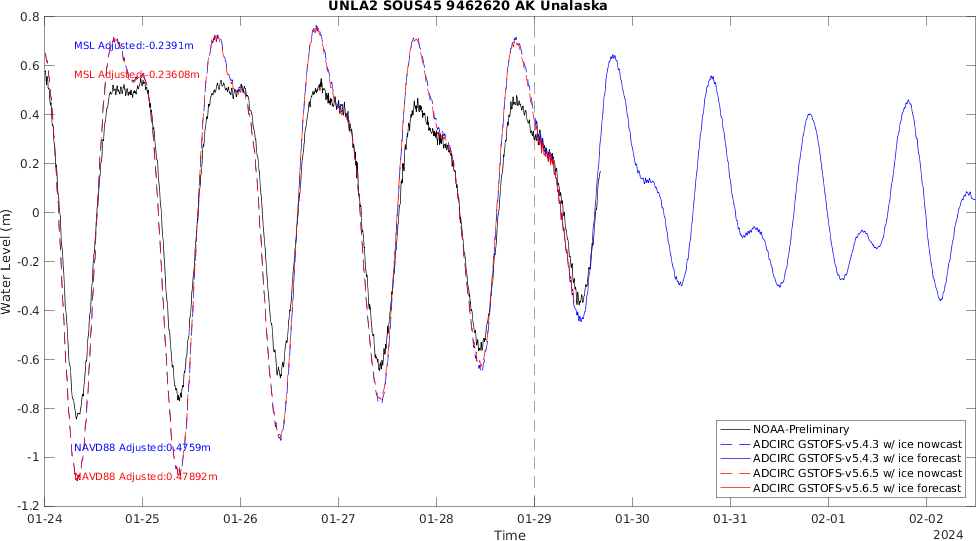 UNLA2 SOUS45 9462620 AK Unalaska
0.8
0.6
0.4
0.2
0
-0.2
-0.4
-0.6
-0.8
-1
-1.2
Water Level (m)
MSL Adjusted:-0.2391m
MSL Adjusted:-0.23608m
NAVD88 Adjusted:0.4759m
NAVD88 Adjusted:0.47892m
NOAA-Preliminary
ADCIRC GSTOFS-v5.4.3 w/ ice nowcast
ADCIRC GSTOFS-v5.4.3 w/ ice forecast
ADCIRC GSTOFS-v5.6.5 w/ ice nowcast
ADCIRC GSTOFS-v5.6.5 w/ ice forecast
01-24 01-25 01-26 01-27 01-28 01-29 01-30 01-31 02-01 02-02
Time
2024